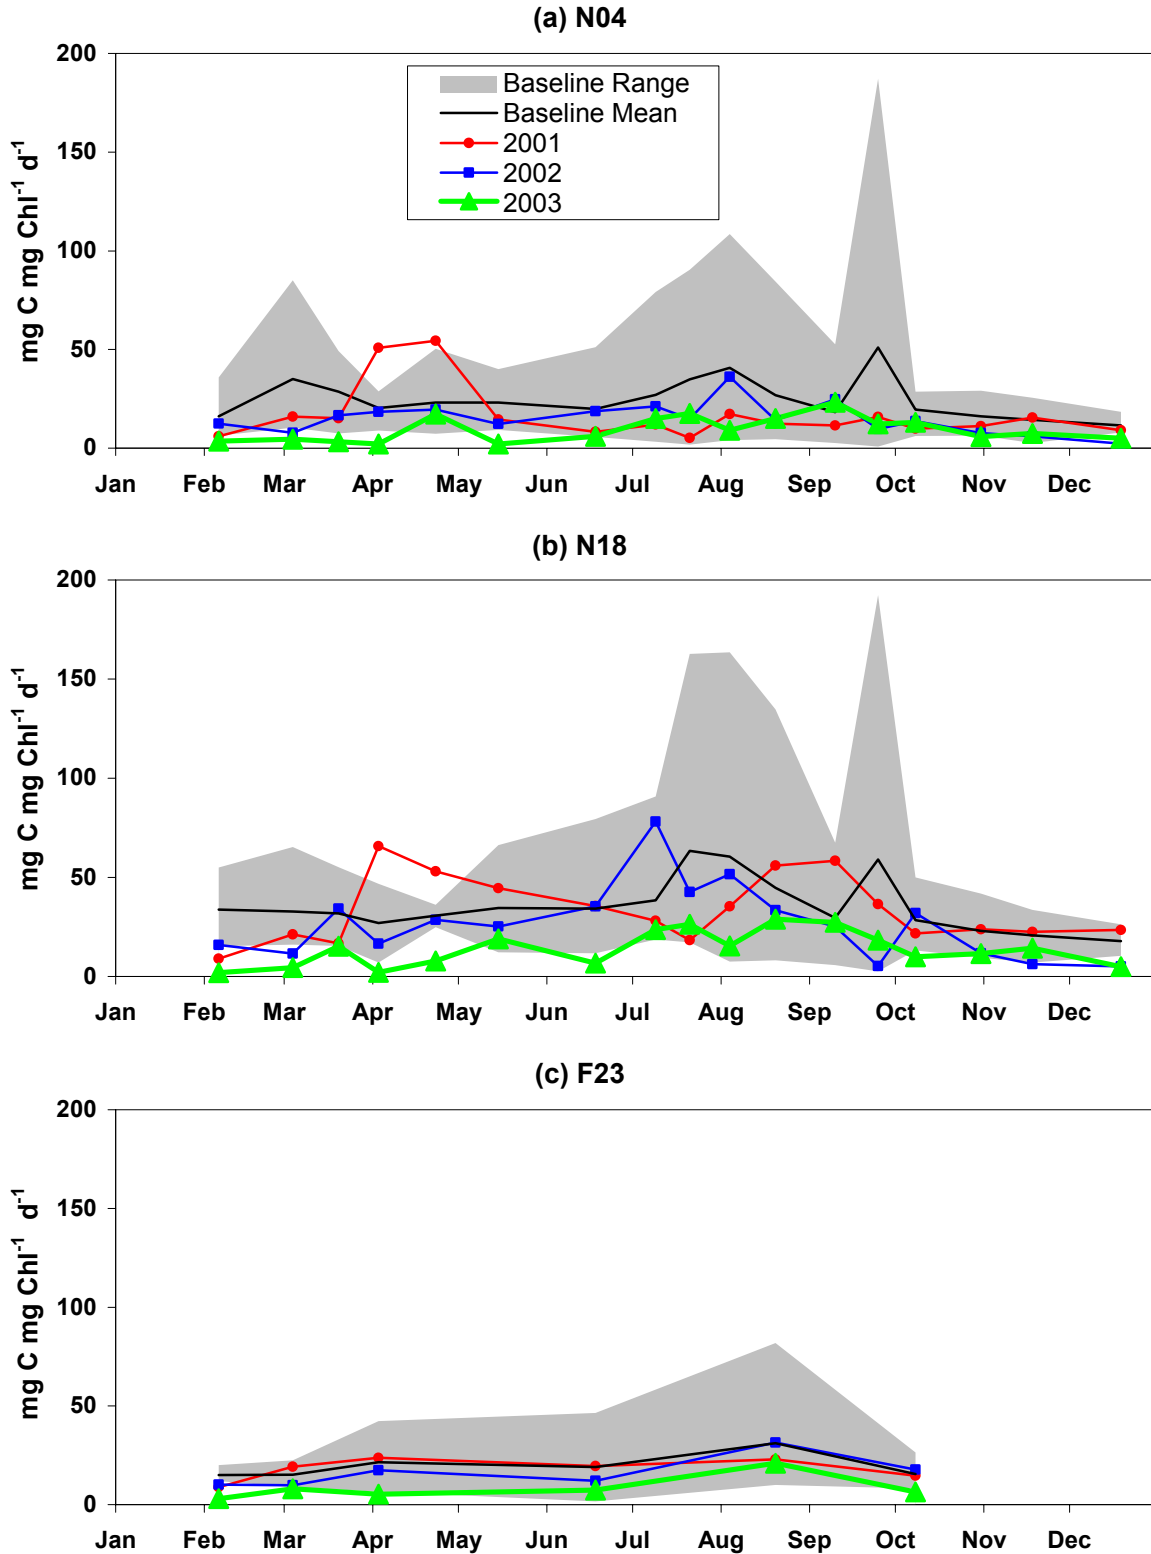 (a) N04
200
150
100
50
0
mg C mg Chl⁻¹ d⁻¹
Baseline Range
Baseline Mean
2001
2002
2003
Jan Feb Mar Apr May Jun Jul Aug Sep Oct Nov Dec
(b) N18
200
150
100
50
0
mg C mg Chl⁻¹ d⁻¹
Jan Feb Mar Apr May Jun Jul Aug Sep Oct Nov Dec
(c) F23
200
150
100
50
0
mg C mg Chl⁻¹ d⁻¹
Jan Feb Mar Apr May Jun Jul Aug Sep Oct Nov Dec